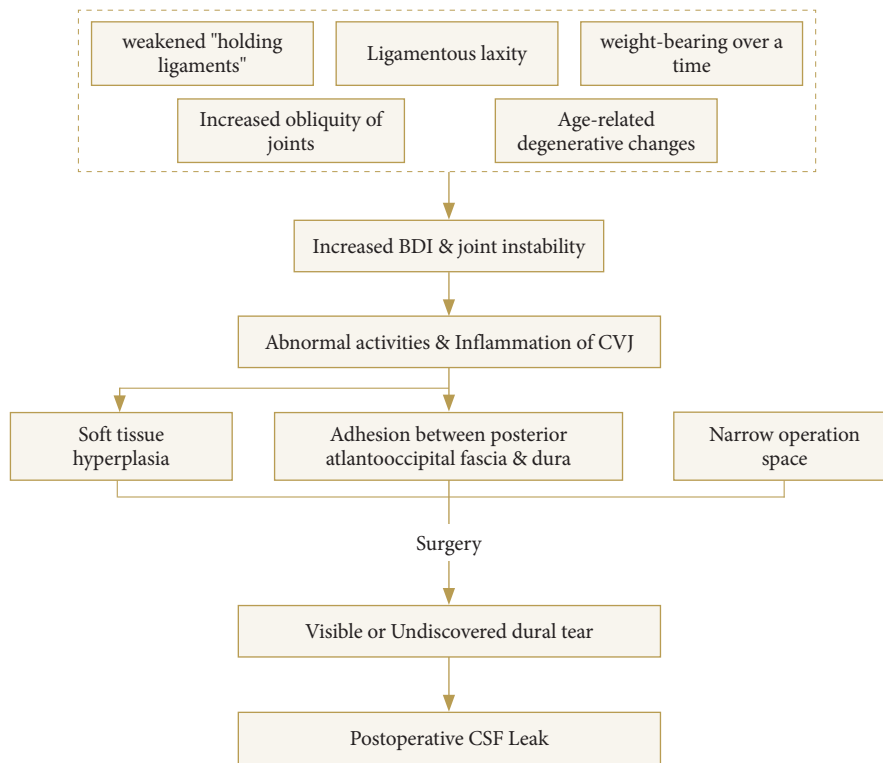 weakened "holding
ligaments"
Ligamentous laxity
weight-bearing over a
time
Increased obliquity of
joints
Age-related
degenerative changes
Increased BDI & joint instability
Abnormal activities & Inflammation of CVJ
Soft tissue
hyperplasia
Adhesion between posterior
atlantooccipital fascia & dura
Narrow operation
space
Surgery
Visible or Undiscovered dural tear
Postoperative CSF Leak